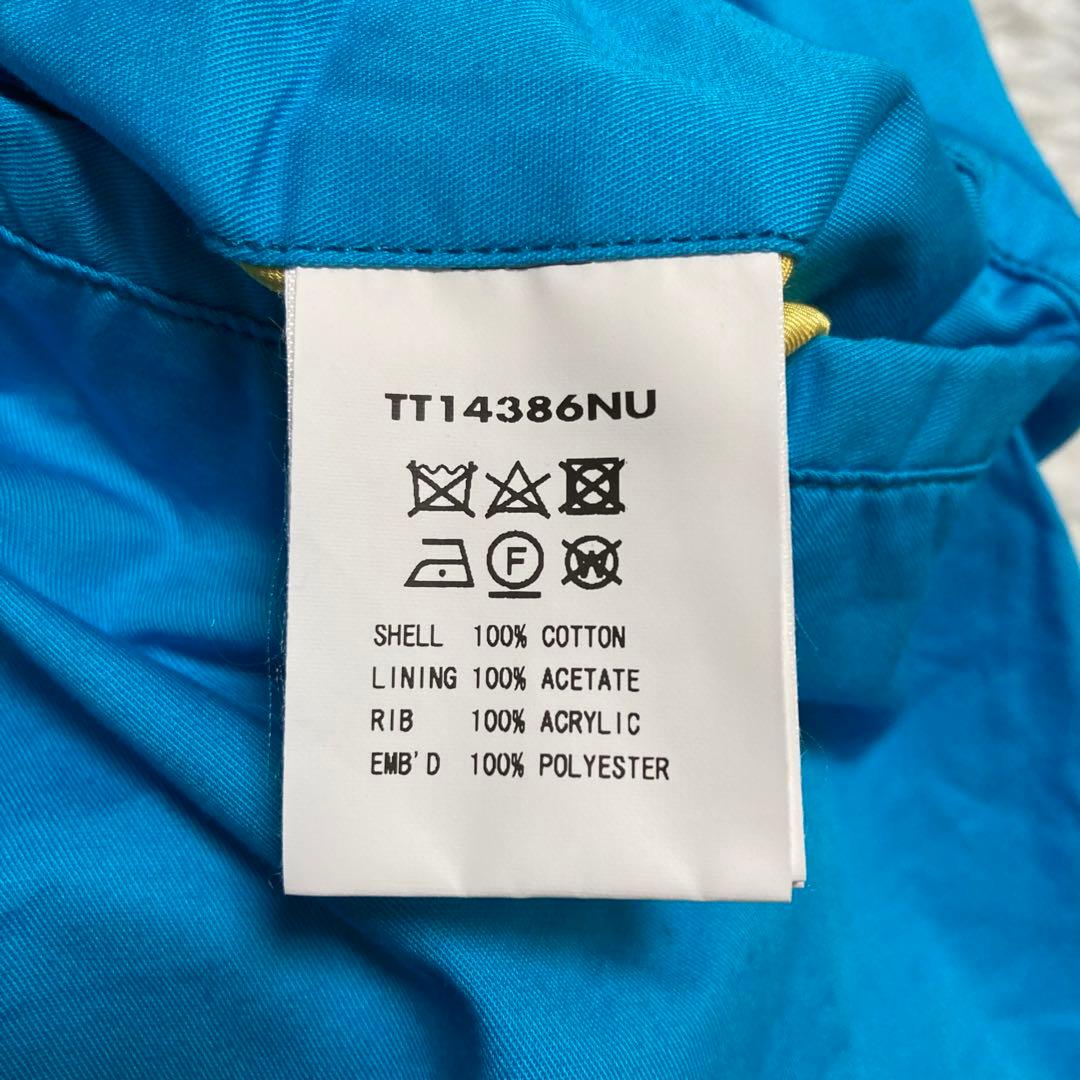 TT14386NU
F W
SHELL 100% COTTON
LINING 100% ACETATE
RIB 100% ACRYLIC
EMB'D 100% POLYESTER